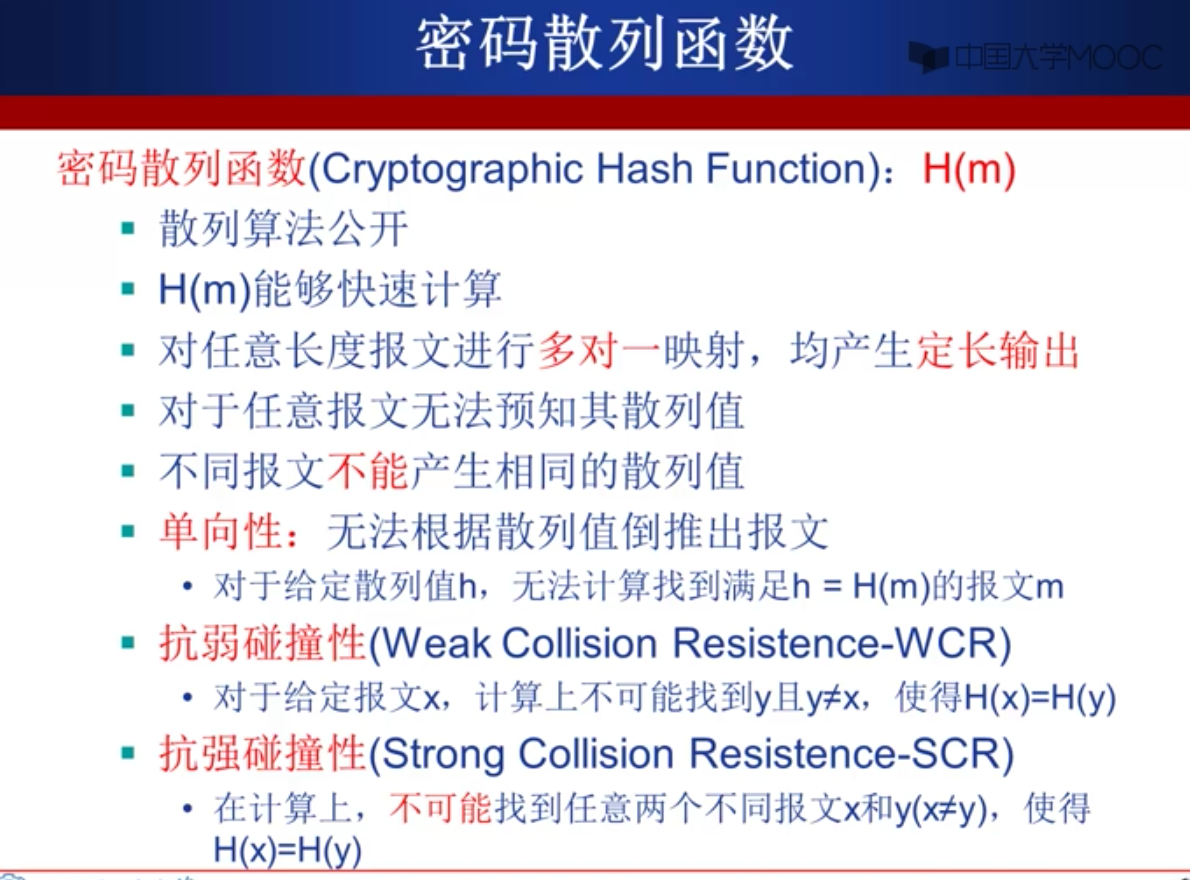 密码散列函数
中国大学MOOC
密码散列函数(Cryptographic Hash Function)：H(m)
▪ 散列算法公开
▪ H(m)能够快速计算
▪ 对任意长度报文进行多对一映射，均产生定长输出
▪ 对于任意报文无法预知其散列值
▪ 不同报文不能产生相同的散列值
▪ 单向性：无法根据散列值倒推出报文
• 对于给定散列值h，无法计算找到满足h = H(m)的报文m
▪ 抗弱碰撞性(Weak Collision Resistence-WCR)
• 对于给定报文x，计算上不可能找到y且y≠x，使得H(x)=H(y)
▪ 抗强碰撞性(Strong Collision Resistence-SCR)
• 在计算上，不可能找到任意两个不同报文x和y(x≠y)，使得
H(x)=H(y)